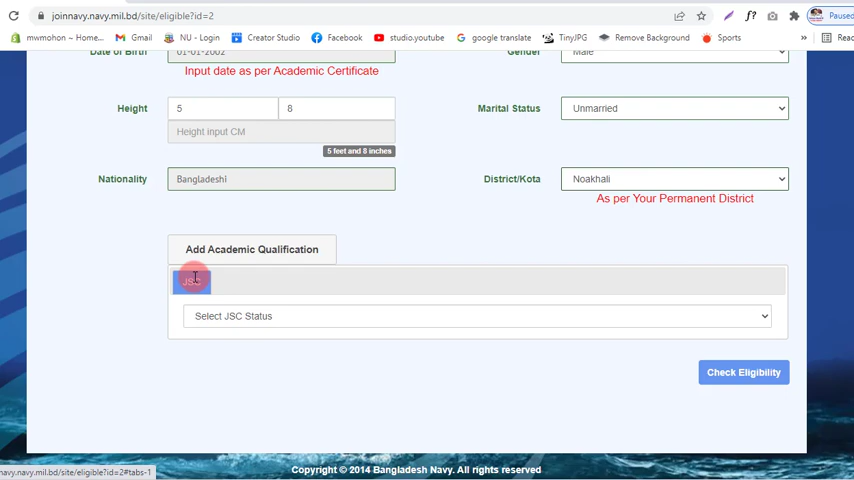 joinnavy.navy.mil.bd/site/eligible?id=2
Paused
mwmohon ~ Home... Gmail NU - Login Creator Studio Facebook studio.youtube google translate TinyJPG Remove Background Sports » Readi
Date of Birth 01-01-2002 Gender Male
Input date as per Academic Certificate
Height 5 8 Marital Status Unmarried
Height input CM
5 feet and 8 inches
Nationality Bangladeshi District/Kota Noakhali
As per Your Permanent District
Add Academic Qualification
JSC
Select JSC Status
Check Eligibility
navy.navy.mil.bd/site/eligible?id=2#tabs-1
Copyright © 2014 Bangladesh Navy. All rights reserved